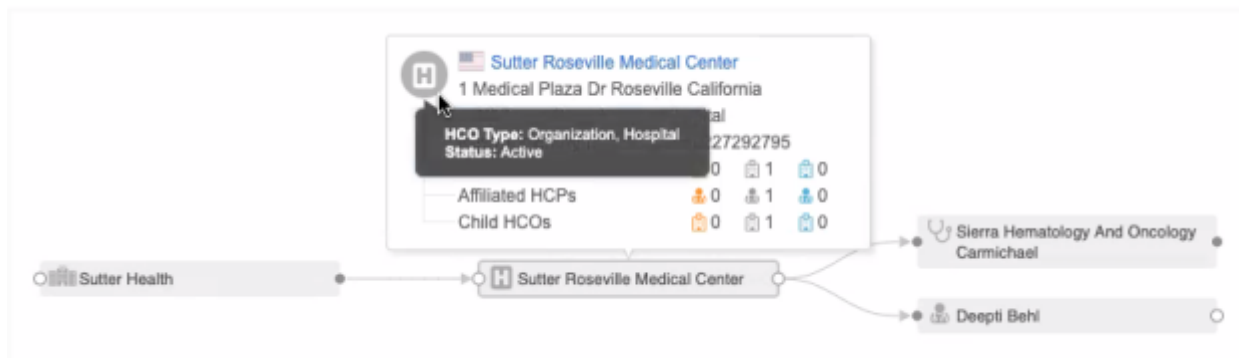 H Sutter Roseville Medical Center
1 Medical Plaza Dr Roseville California
tal
HCO Type: Organization, Hospital
227292795
Status: Active
0 1 0
Affiliated HCPs 0 1 0
Child HCOs 0 1 0
Sutter Health
H Sutter Roseville Medical Center
Sierra Hematology And Oncology
Carmichael
Deepti Behl